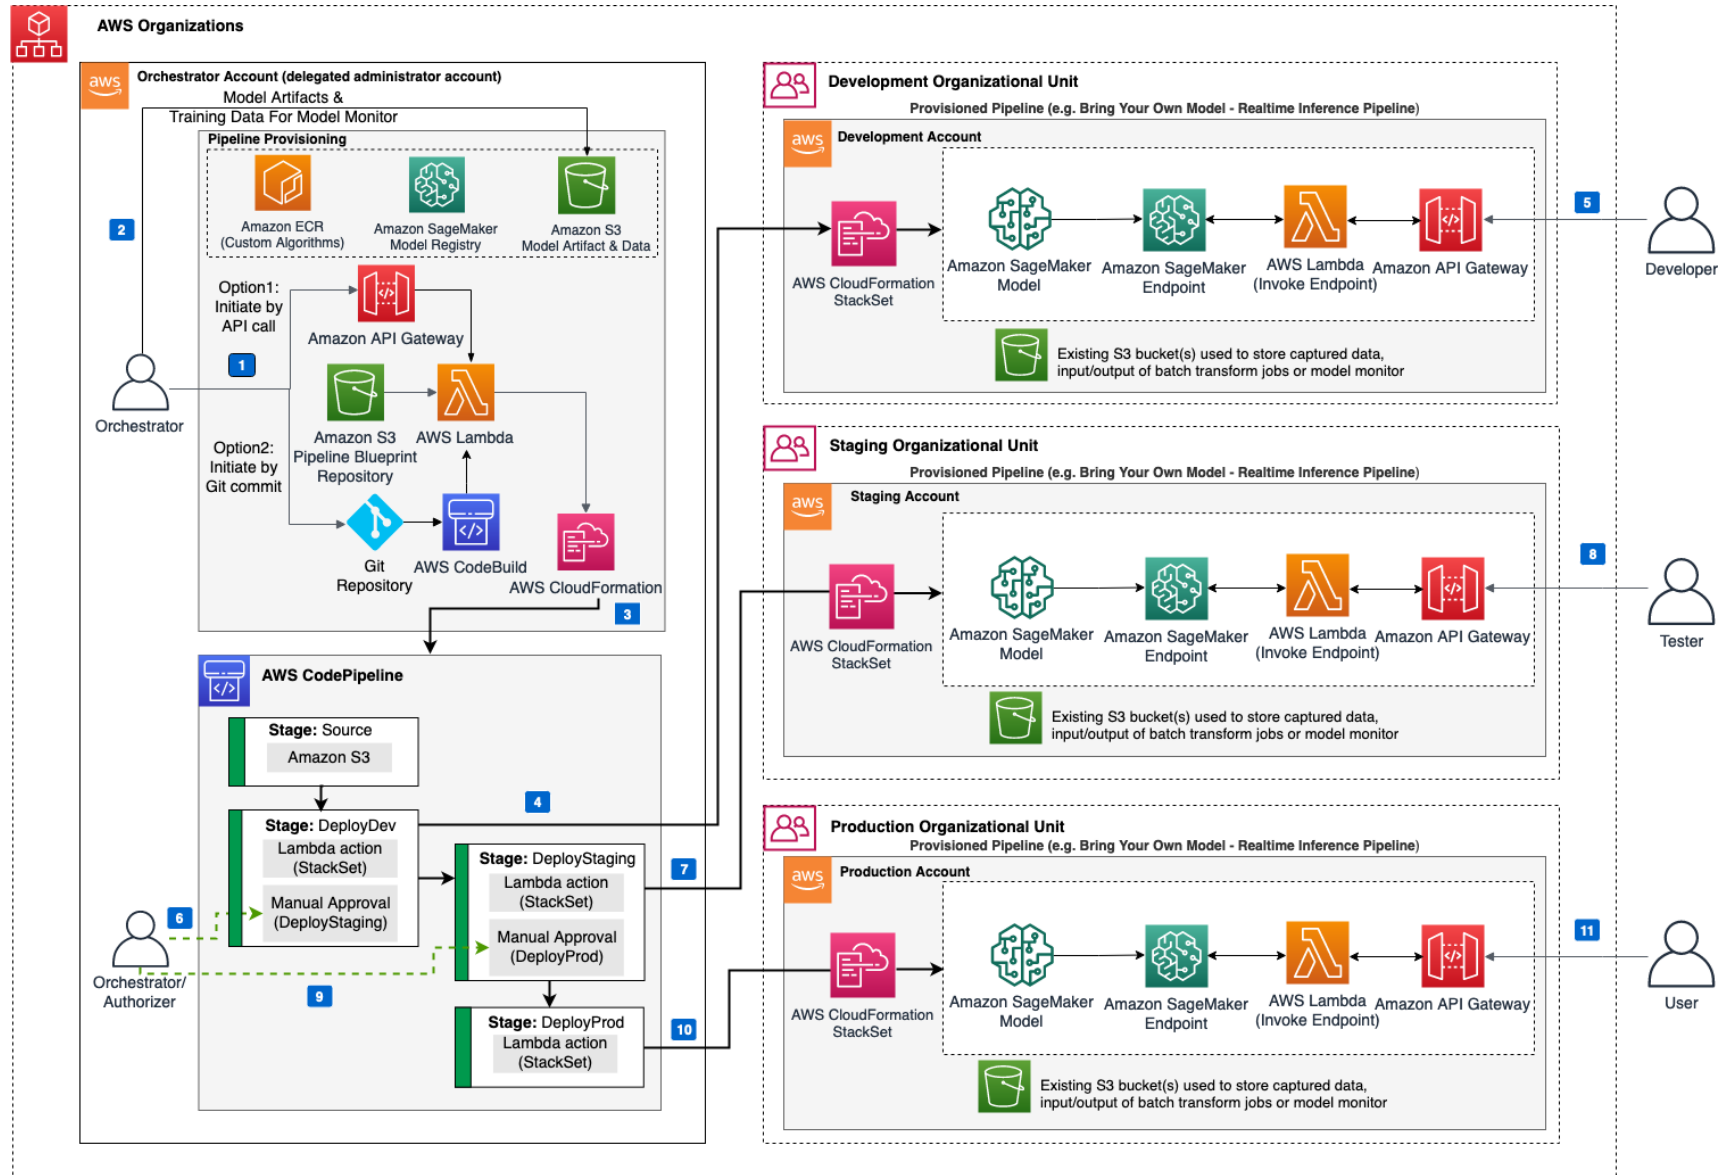 AWS Organizations
aws
Orchestrator Account (delegated administrator account)
Model Artifacts &
Training Data For Model Monitor
Pipeline Provisioning
Amazon ECR
(Custom Algorithms)
Amazon SageMaker
Model Registry
Amazon S3
Model Artifact & Data
2
Option1:
Initiate by
API call
Amazon API Gateway
1
Orchestrator
Amazon S3
Pipeline Blueprint
Repository
AWS Lambda
Option2:
Initiate by
Git commit
Git
Repository
AWS CodeBuild
AWS CloudFormation
3
AWS CodePipeline
Stage: Source
Amazon S3
4
Stage: DeployDev
Lambda action
(StackSet)
Manual Approval
(DeployStaging)
Stage: DeployStaging
Lambda action
(StackSet)
Manual Approval
(DeployProd)
7
6
Orchestrator/
Authorizer
9
Stage: DeployProd
Lambda action
(StackSet)
10
Development Organizational Unit
Provisioned Pipeline (e.g. Bring Your Own Model - Realtime Inference Pipeline)
aws
Development Account
AWS CloudFormation
StackSet
Amazon SageMaker
Model
Amazon SageMaker
Endpoint
AWS Lambda
(Invoke Endpoint)
Amazon API Gateway
5
Developer
Existing S3 bucket(s) used to store captured data,
input/output of batch transform jobs or model monitor
Staging Organizational Unit
Provisioned Pipeline (e.g. Bring Your Own Model - Realtime Inference Pipeline)
aws
Staging Account
AWS CloudFormation
StackSet
Amazon SageMaker
Model
Amazon SageMaker
Endpoint
AWS Lambda
(Invoke Endpoint)
Amazon API Gateway
8
Tester
Existing S3 bucket(s) used to store captured data,
input/output of batch transform jobs or model monitor
Production Organizational Unit
Provisioned Pipeline (e.g. Bring Your Own Model - Realtime Inference Pipeline)
aws
Production Account
AWS CloudFormation
StackSet
Amazon SageMaker
Model
Amazon SageMaker
Endpoint
AWS Lambda
(Invoke Endpoint)
Amazon API Gateway
11
User
Existing S3 bucket(s) used to store captured data,
input/output of batch transform jobs or model monitor